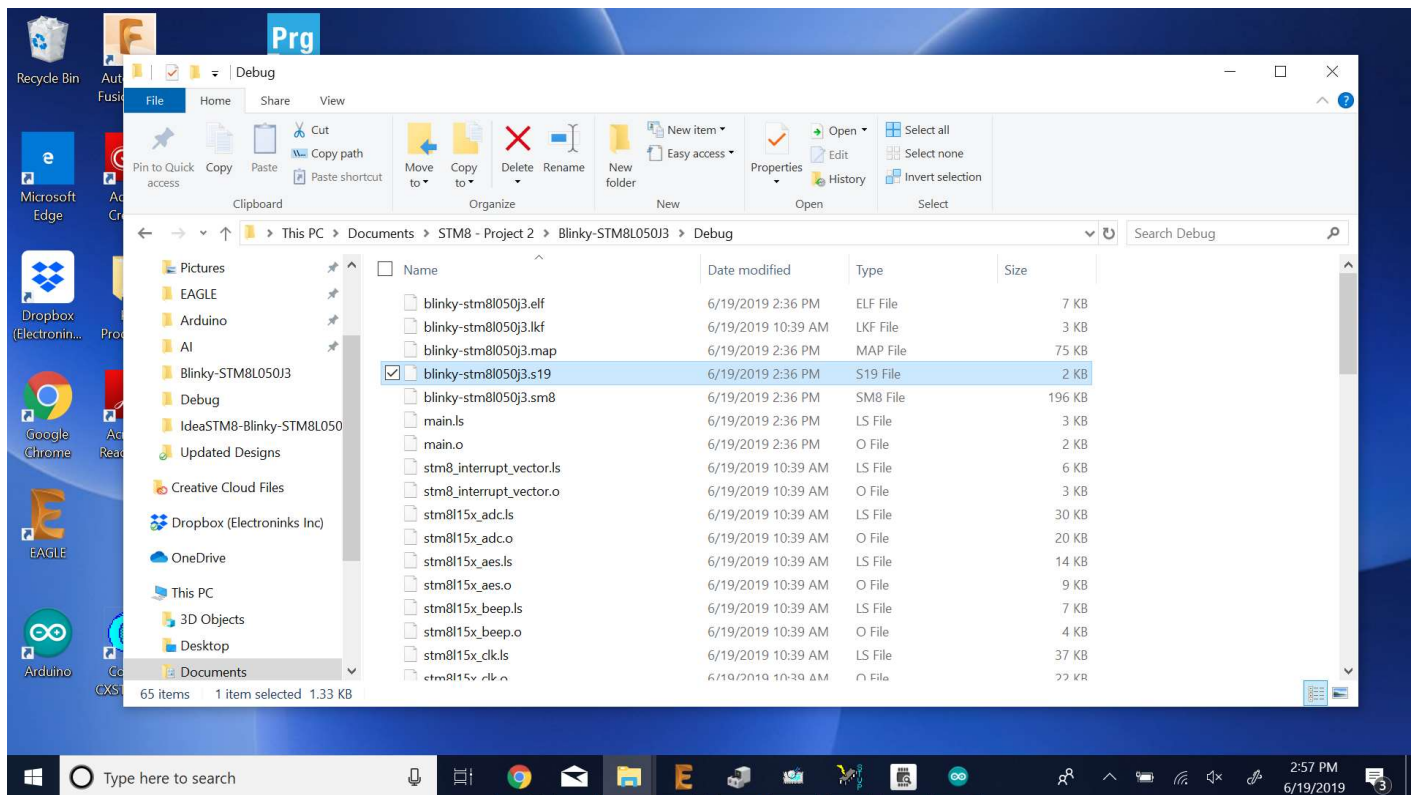 Prg
Recycle Bin
Aut
Fusio
Debug
File Home Share View
Pin to Quick access
Copy
Paste
Cut
Copy path
Paste shortcut
Clipboard
Move to
Copy to
Delete
Rename
Organize
New folder
New item
Easy access
New
Properties
Open
Edit
History
Open
Select all
Select none
Invert selection
Select
This PC > Documents > STM8 - Project 2 > Blinky-STM8L050J3 > Debug
Search Debug
Microsoft Edge
Dropbox (Electronin...
Google Chrome
EAGLE
Arduino
Pictures
EAGLE
Arduino
AI
Blinky-STM8L050J3
Debug
IdeaSTM8-Blinky-STM8L050
Updated Designs
Creative Cloud Files
Dropbox (Electroninks Inc)
OneDrive
This PC
3D Objects
Desktop
Documents
Name Date modified Type Size
blinky-stm8l050j3.elf 6/19/2019 2:36 PM ELF File 7 KB
blinky-stm8l050j3.lkf 6/19/2019 10:39 AM LKF File 3 KB
blinky-stm8l050j3.map 6/19/2019 2:36 PM MAP File 75 KB
blinky-stm8l050j3.s19 6/19/2019 2:36 PM S19 File 2 KB
blinky-stm8l050j3.sm8 6/19/2019 2:36 PM SM8 File 196 KB
main.ls 6/19/2019 2:36 PM LS File 3 KB
main.o 6/19/2019 2:36 PM O File 2 KB
stm8_interrupt_vector.ls 6/19/2019 10:39 AM LS File 6 KB
stm8_interrupt_vector.o 6/19/2019 10:39 AM O File 3 KB
stm8l15x_adc.ls 6/19/2019 10:39 AM LS File 30 KB
stm8l15x_adc.o 6/19/2019 10:39 AM O File 20 KB
stm8l15x_aes.ls 6/19/2019 10:39 AM LS File 14 KB
stm8l15x_aes.o 6/19/2019 10:39 AM O File 9 KB
stm8l15x_beep.ls 6/19/2019 10:39 AM LS File 7 KB
stm8l15x_beep.o 6/19/2019 10:39 AM O File 4 KB
stm8l15x_clk.ls 6/19/2019 10:39 AM LS File 37 KB
stm8l15x_clk.o 6/19/2019 10:39 AM O File 22 KB
65 items 1 item selected 1.33 KB
Type here to search
2:57 PM
6/19/2019
3